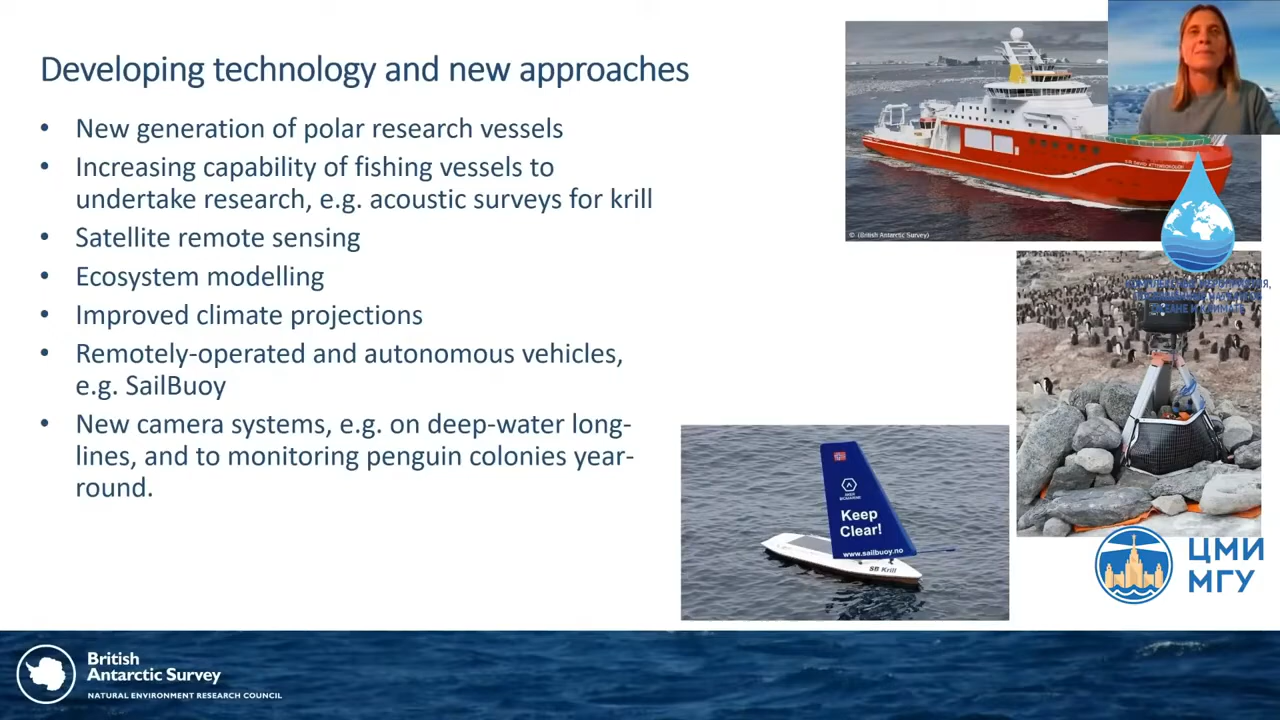 Developing technology and new approaches
• New generation of polar research vessels
• Increasing capability of fishing vessels to
undertake research, e.g. acoustic surveys for krill
• Satellite remote sensing
• Ecosystem modelling
• Improved climate projections
• Remotely-operated and autonomous vehicles,
e.g. SailBuoy
• New camera systems, e.g. on deep-water long-
lines, and to monitoring penguin colonies year-
round.
© (British Antarctic Survey)
Keep
Clear!
www.sailbuoy.no
SB Krill
ЦМИ
МГУ
British
Antarctic Survey
NATURAL ENVIRONMENT RESEARCH COUNCIL